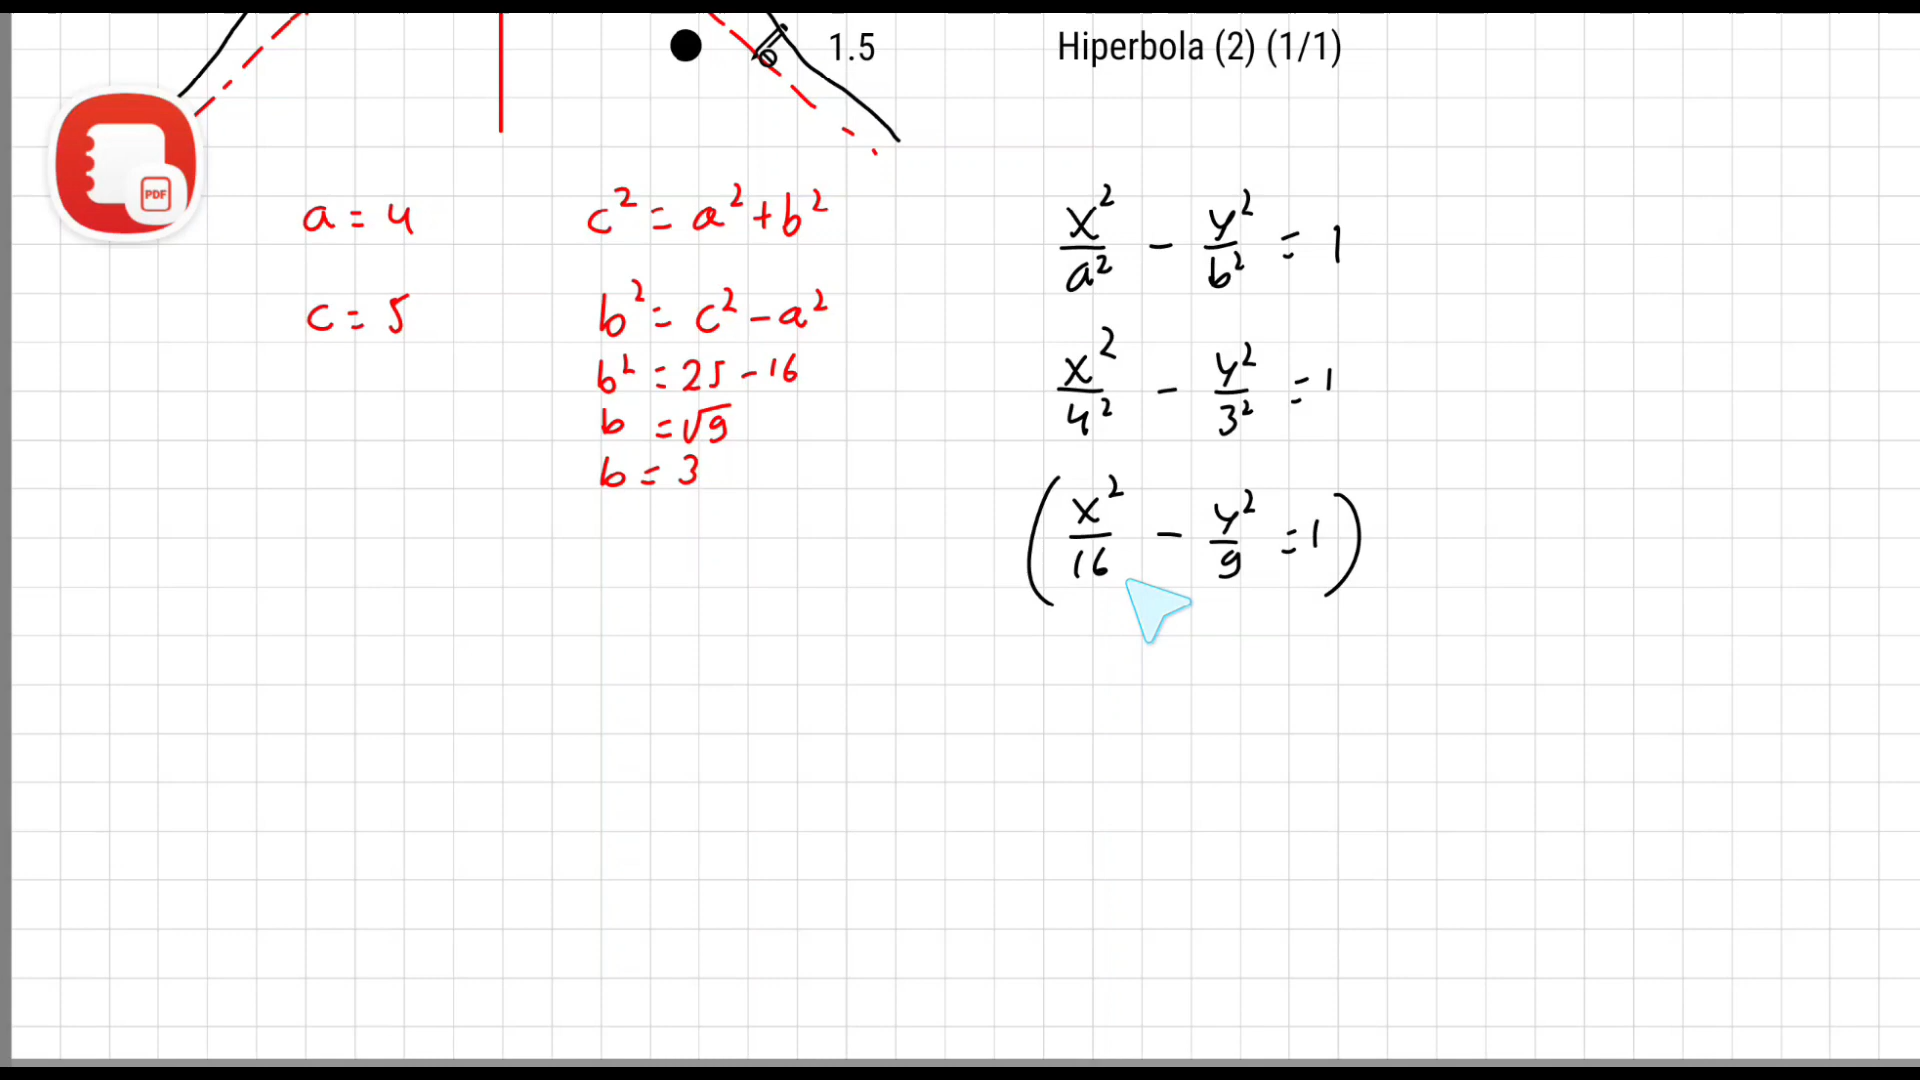 1.5 Hiperbola (2) (1/1)
PDF
a = 4
c = 5
c² = a² + b²
b² = c² - a²
b² = 25 - 16
b = √9
b = 3
x²/a² - y²/b² = 1
x²/4² - y²/3² = 1
(x²/16 - y²/9 = 1)